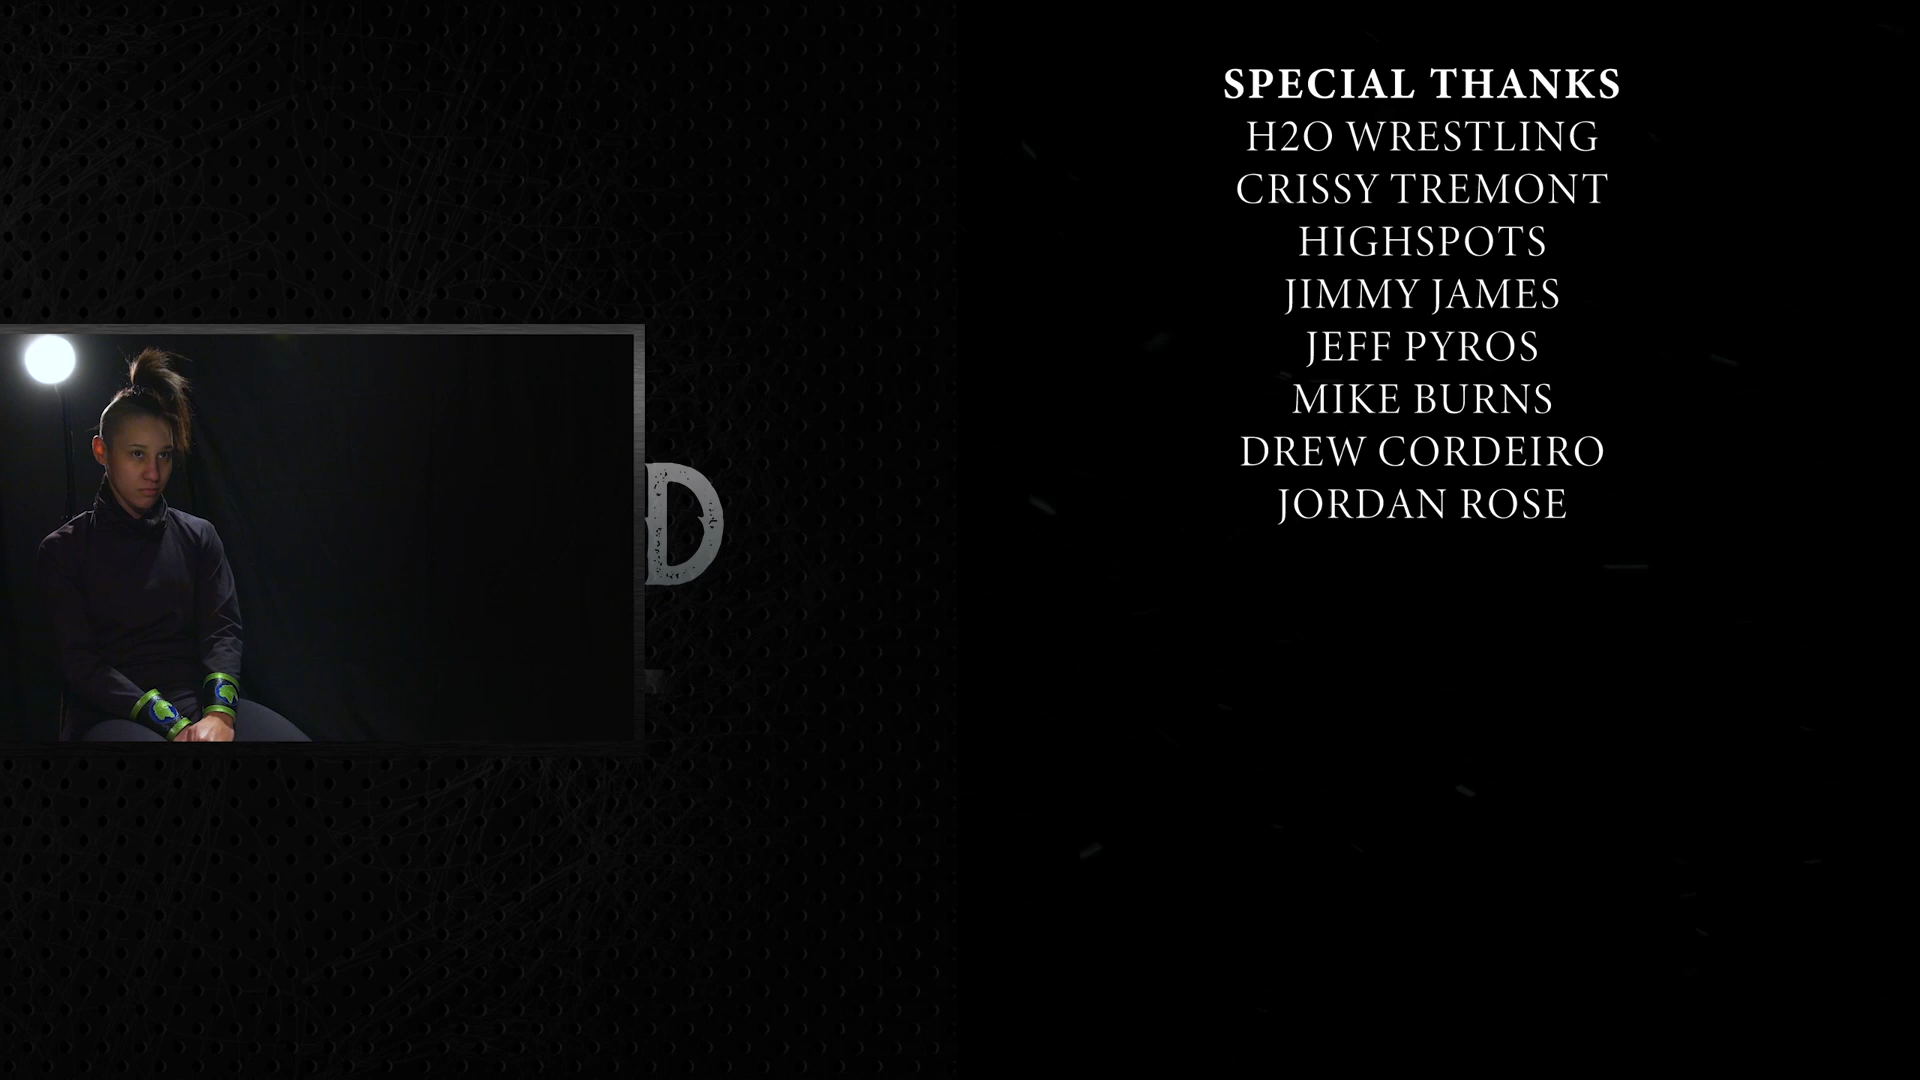 SPECIAL THANKS
H2O WRESTLING
CRISSY TREMONT
HIGHSPOTS
JIMMY JAMES
JEFF PYROS
MIKE BURNS
DREW CORDEIRO
JORDAN ROSE
D